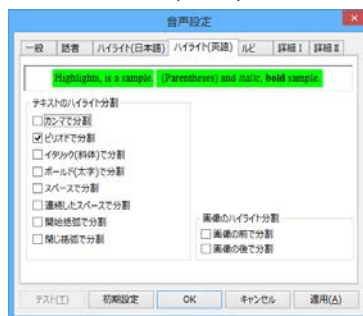 音声設定
一般 話者 ハイライト(日本語) ハイライト(英語) ルビ 詳細 I 詳細 II
Highlights, is a sample. (Parentheses) and italic, bold sample.
テキストのハイライト分割
カンマで分割
ピリオドで分割
イタリック(斜体)で分割
ボールド(太字)で分割
スペースで分割
連続したスペースで分割
開始括弧で分割
閉じ括弧で分割
画像のハイライト分割
画像の前で分割
画像の後で分割
テスト(T) 初期設定 OK キャンセル 適用(A)